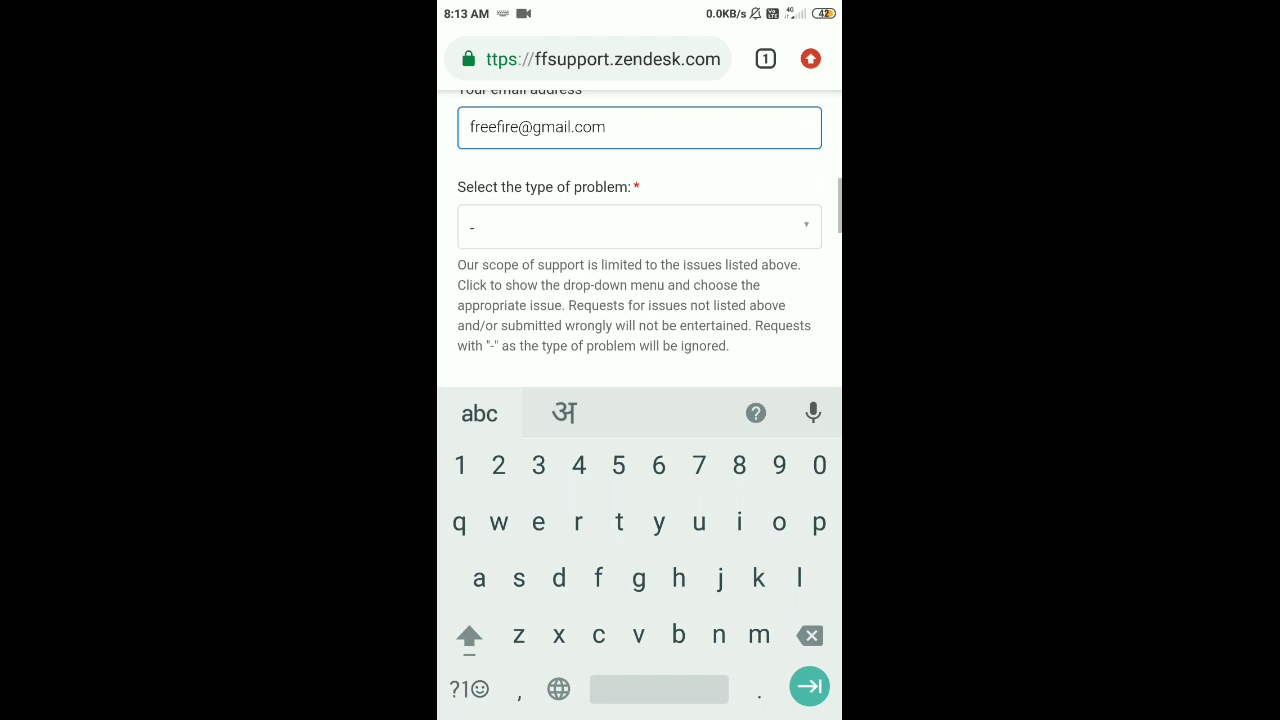 8:13 AM
0.0KB/s
4G
42
ttps://ffsupport.zendesk.com
1
Your email address
freefire@gmail.com
Select the type of problem: *
-
Our scope of support is limited to the issues listed above.
Click to show the drop-down menu and choose the
appropriate issue. Requests for issues not listed above
and/or submitted wrongly will not be entertained. Requests
with "-" as the type of problem will be ignored.
abc अ ?
1 2 3 4 5 6 7 8 9 0
q w e r t y u i o p
a s d f g h j k l
z x c v b n m
?1☺ , .